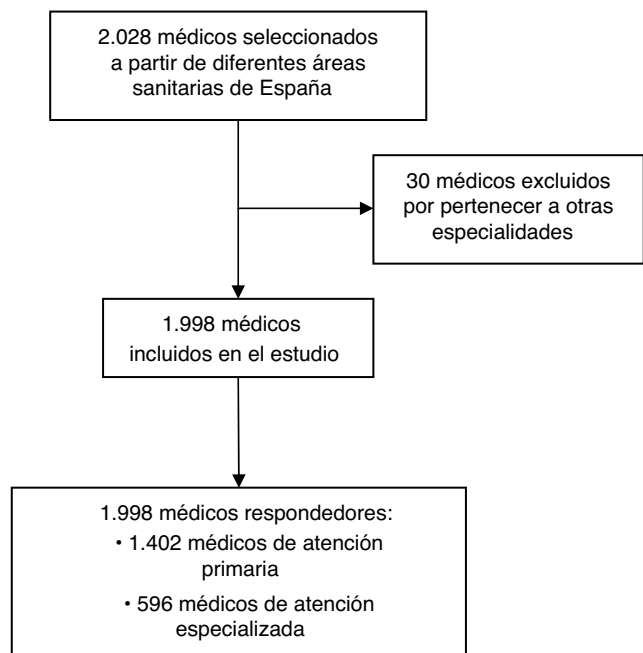 2.028 médicos seleccionados
a partir de diferentes áreas
sanitarias de España
30 médicos excluidos
por pertenecer a otras
especialidades
1.998 médicos
incluidos en el estudio
1.998 médicos respondedores:
• 1.402 médicos de atención
primaria
• 596 médicos de atención
especializada